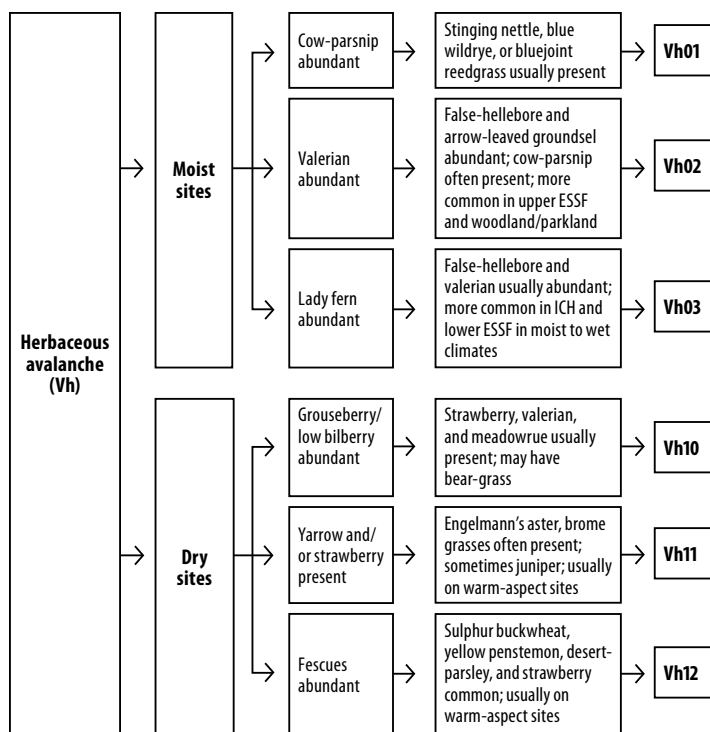 Herbaceous
avalanche
(Vh)
Moist
sites
Cow-parsnip
abundant
Stinging nettle, blue
wildrye, or bluejoint
reedgrass usually present
Vh01
Valerian
abundant
False-hellebore and
arrow-leaved groundsel
abundant; cow-parsnip
often present; more
common in upper ESSF
and woodland/parkland
Vh02
Lady fern
abundant
False-hellebore and
valerian usually abundant;
more common in ICH and
lower ESSF in moist to wet
climates
Vh03
Dry
sites
Grouseberry/
low bilberry
abundant
Strawberry, valerian,
and meadowrue usually
present; may have
bear-grass
Vh10
Yarrow and/
or strawberry
present
Engelmann's aster, brome
grasses often present;
sometimes juniper; usually
on warm-aspect sites
Vh11
Fescues
abundant
Sulphur buckwheat,
yellow penstemon, desert-
parsley, and strawberry
common; usually on
warm-aspect sites
Vh12